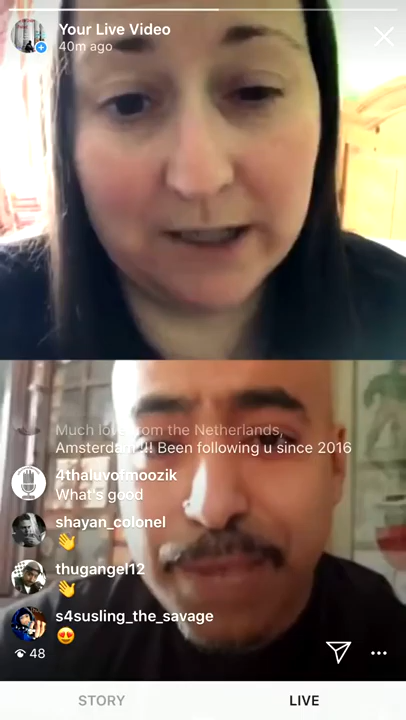 Your Live Video
40m ago
Much love from the Netherlands,
Amsterdam!!! Been following u since 2016
4thaluvofmoozik
What's good
shayan_colonel
👋
thugangel12
👋
s4susling_the_savage
😍
48
STORY
LIVE